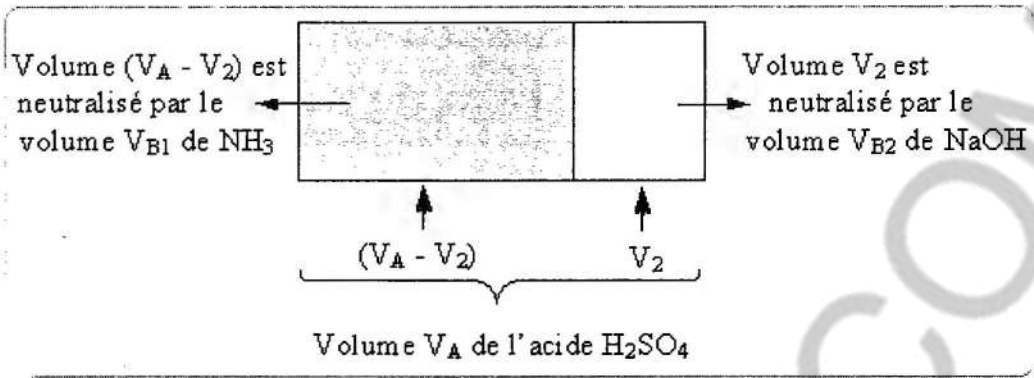 Volume (V_A - V_2) est
neutralisé par le
volume V_B1 de NH_3
Volume V_2 est
neutralisé par le
volume V_B2 de NaOH
(V_A - V_2)
V_2
Volume V_A de l'acide H_2SO_4
COM